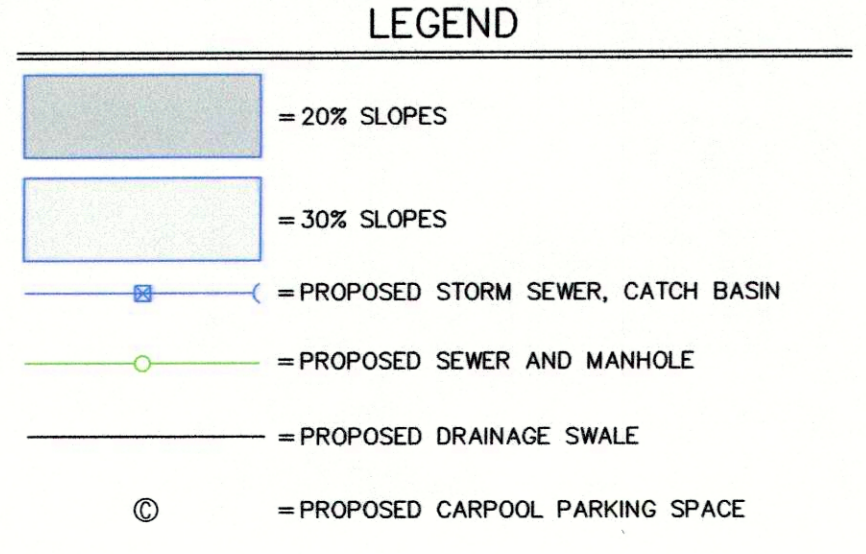 LEGEND
= 20% SLOPES
= 30% SLOPES
= PROPOSED STORM SEWER, CATCH BASIN
= PROPOSED SEWER AND MANHOLE
= PROPOSED DRAINAGE SWALE
Ⓒ = PROPOSED CARPOOL PARKING SPACE